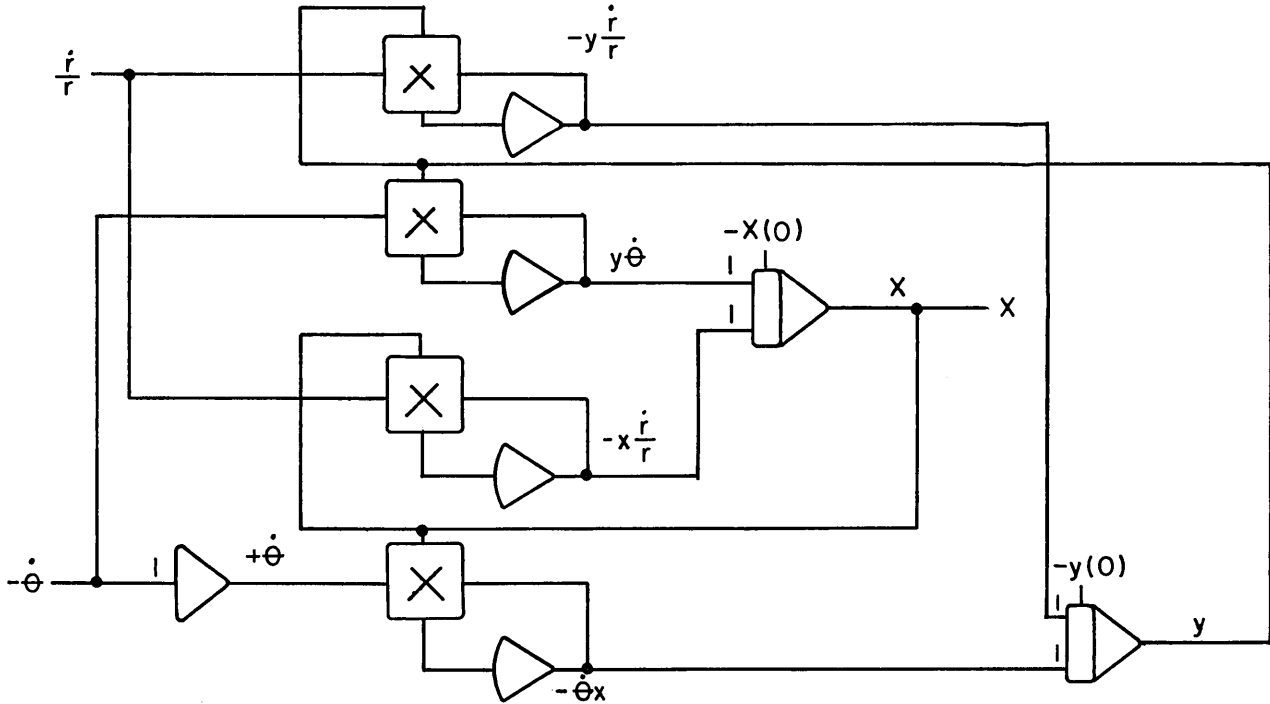 -y ṙ/r
ṙ/r
×
×
yθ̇
-X(0)
1
1
X
X
×
-x ṙ/r
-θ̇
1
+θ̇
×
-θ̇x
-y(0)
1
1
y